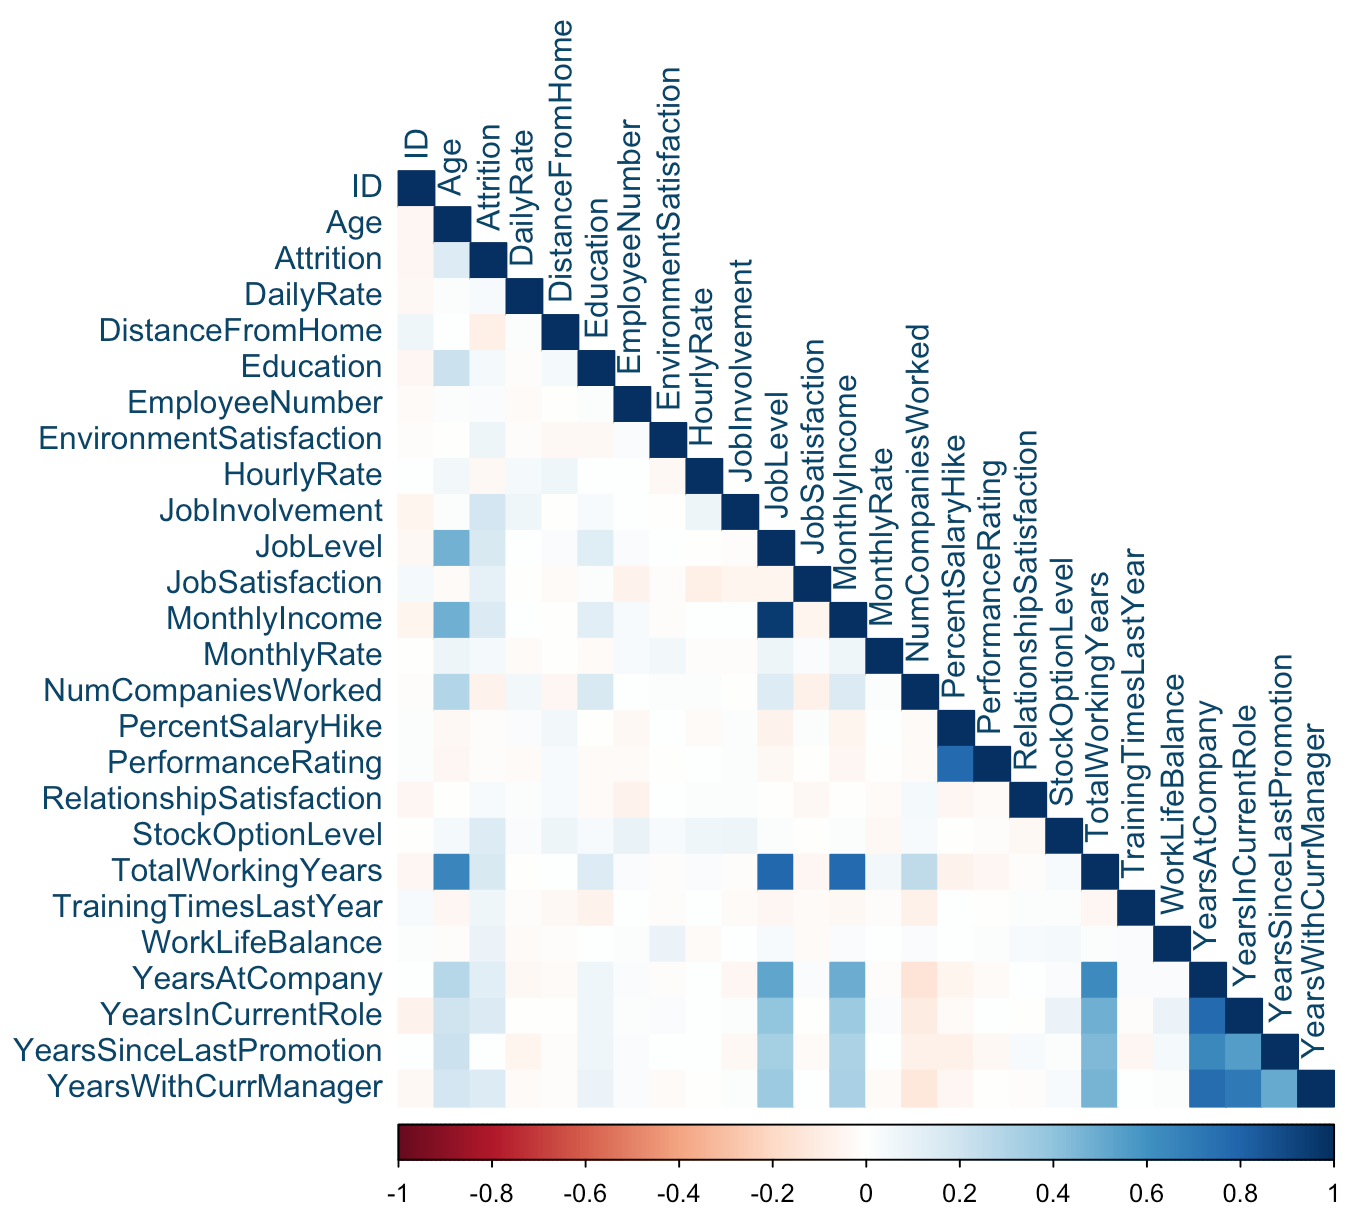 ID
Age
Attrition
DailyRate
DistanceFromHome
Education
EmployeeNumber
EnvironmentSatisfaction
HourlyRate
JobInvolvement
JobLevel
JobSatisfaction
MonthlyIncome
MonthlyRate
NumCompaniesWorked
PercentSalaryHike
PerformanceRating
RelationshipSatisfaction
StockOptionLevel
TotalWorkingYears
TrainingTimesLastYear
WorkLifeBalance
YearsAtCompany
YearsInCurrentRole
YearsSinceLastPromotion
YearsWithCurrManager
ID
Age
Attrition
DailyRate
DistanceFromHome
Education
EmployeeNumber
EnvironmentSatisfaction
HourlyRate
JobInvolvement
JobLevel
JobSatisfaction
MonthlyIncome
MonthlyRate
NumCompaniesWorked
PercentSalaryHike
PerformanceRating
RelationshipSatisfaction
StockOptionLevel
TotalWorkingYears
TrainingTimesLastYear
WorkLifeBalance
YearsAtCompany
YearsInCurrentRole
YearsSinceLastPromotion
YearsWithCurrManager
-1 -0.8 -0.6 -0.4 -0.2 0 0.2 0.4 0.6 0.8 1